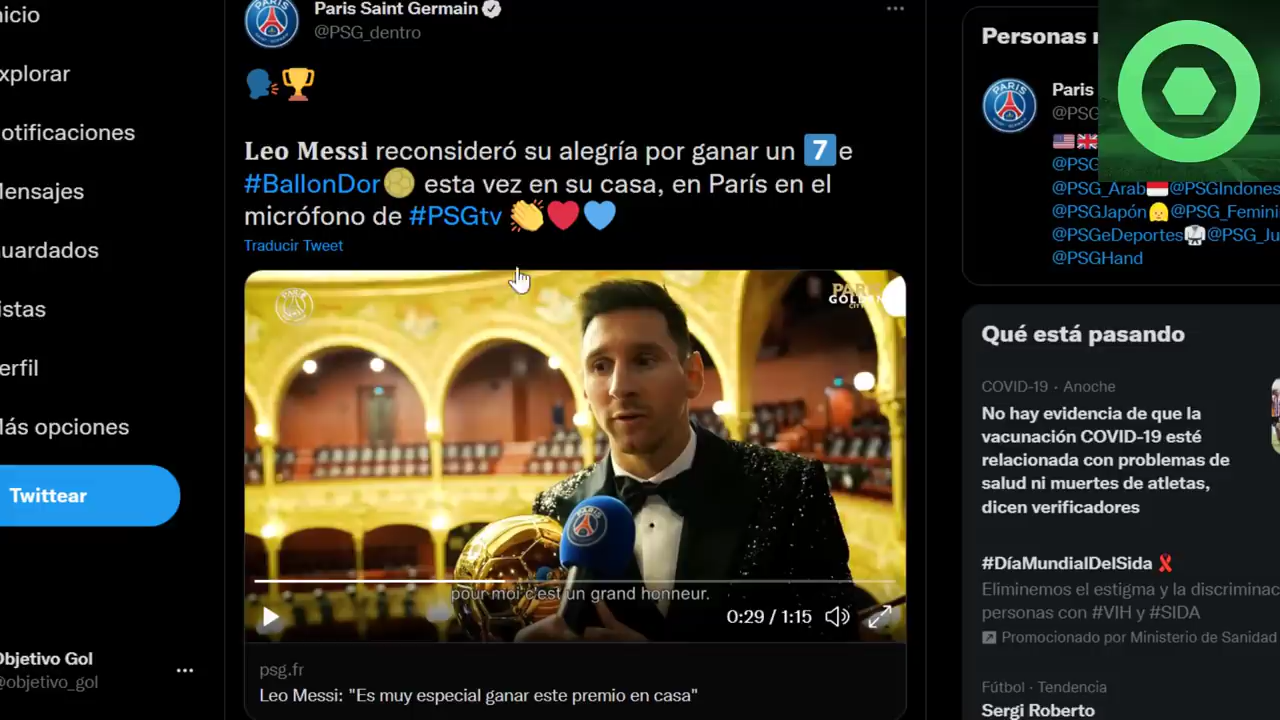 nicio
xplorar
otificaciones
Mensajes
uardados
istas
erfil
Más opciones
Twittear
Objetivo Gol
@objetivo_gol
Paris Saint Germain
@PSG_dentro
Leo Messi reconsideró su alegría por ganar un 7 e
#BallonDor esta vez en su casa, en París en el
micrófono de #PSGtv
Traducir Tweet
PARIS
pour moi c'est un grand honneur.
0:29 / 1:15
psg.fr
Leo Messi: "Es muy especial ganar este premio en casa"
Personas
Paris
@PSG
@PSG
@PSG_Arab @PSGIndones
@PSGJapón @PSG_Femini
@PSGeDeportes @PSG_Ju
@PSGHand
Qué está pasando
COVID-19 · Anoche
No hay evidencia de que la
vacunación COVID-19 esté
relacionada con problemas de
salud ni muertes de atletas,
dicen verificadores
#DíaMundialDelSida
Eliminemos el estigma y la discriminac
personas con #VIH y #SIDA
Promocionado por Ministerio de Sanidad
Fútbol · Tendencia
Sergi Roberto